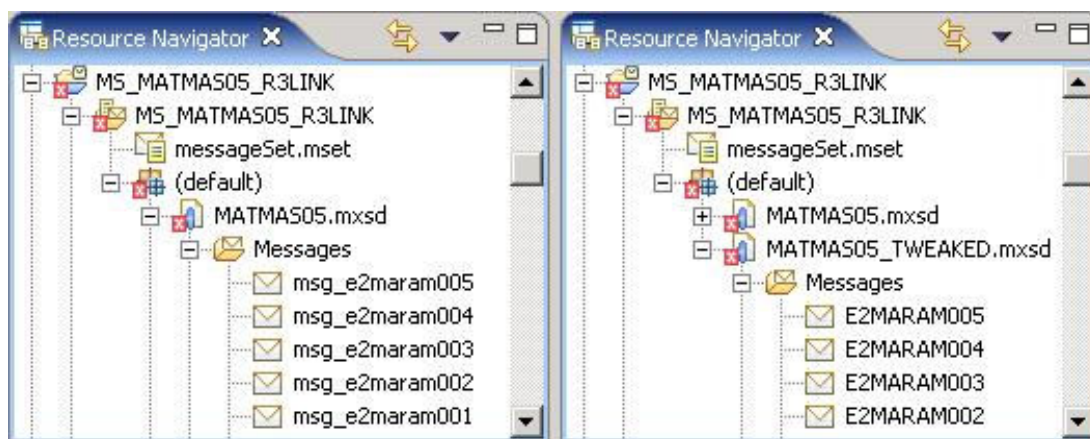 Resource Navigator
MS_MATMAS05_R3LINK
MS_MATMAS05_R3LINK
messageSet.mset
(default)
MATMAS05.mxsd
Messages
msg_e2maram005
msg_e2maram004
msg_e2maram003
msg_e2maram002
msg_e2maram001
Resource Navigator
MS_MATMAS05_R3LINK
MS_MATMAS05_R3LINK
messageSet.mset
(default)
MATMAS05.mxsd
MATMAS05_TWEAKED.mxsd
Messages
E2MARAM005
E2MARAM004
E2MARAM003
E2MARAM002